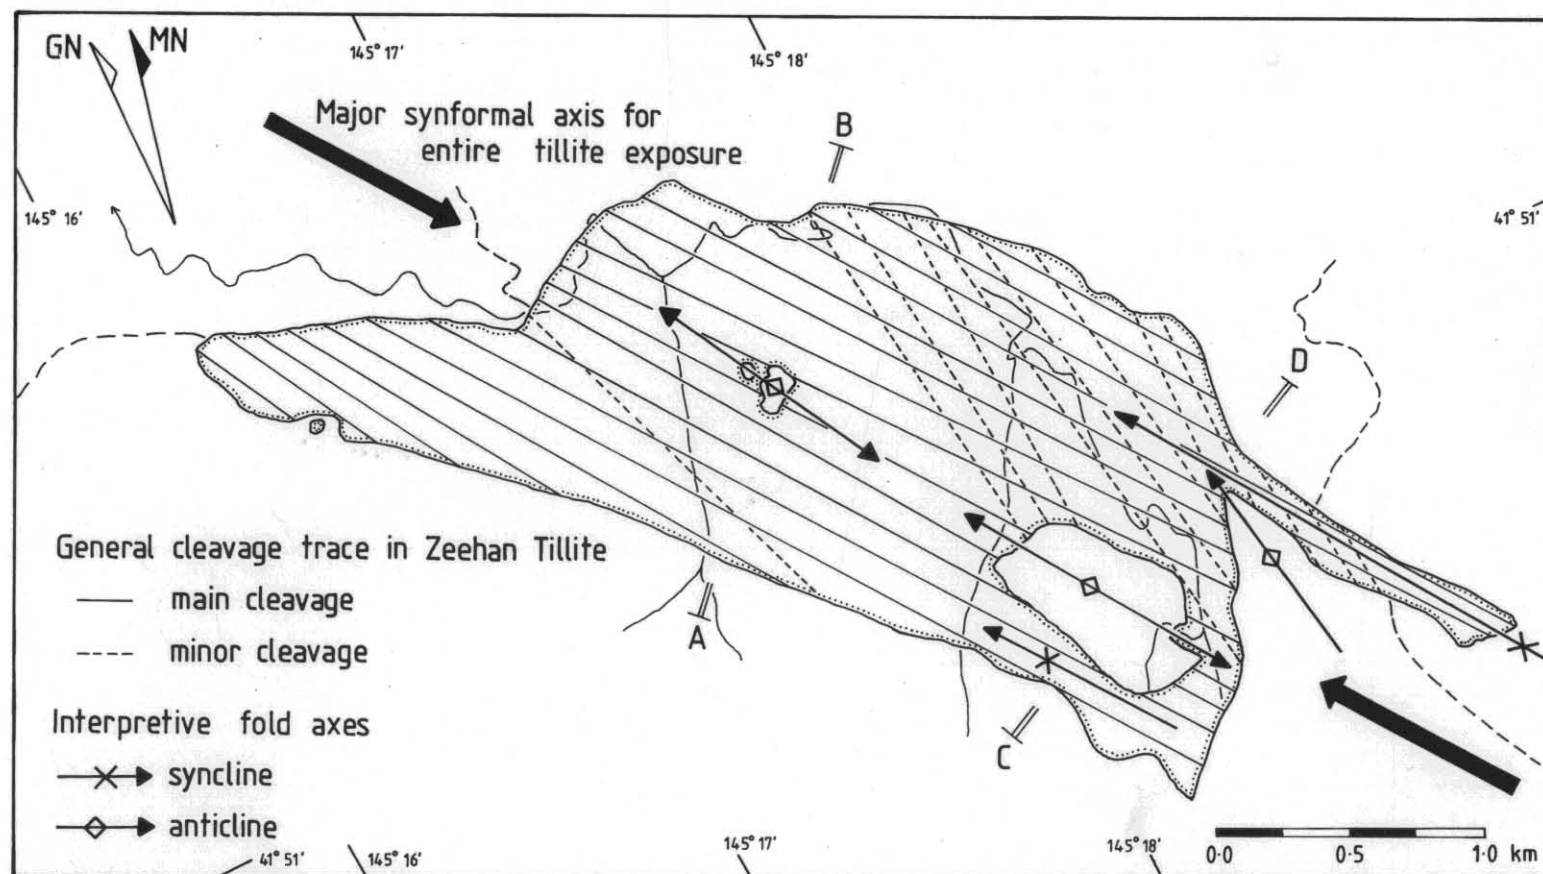 GN
MN
145° 17'
145° 18'
Major synformal axis for
entire tillite exposure
B
145° 16'
41° 51'
D
General cleavage trace in Zeehan Tillite
main cleavage
minor cleavage
A
C
Interpretive fold axes
syncline
anticline
41° 51'
145° 16'
145° 17'
145° 18'
0·0
0·5
1·0 km